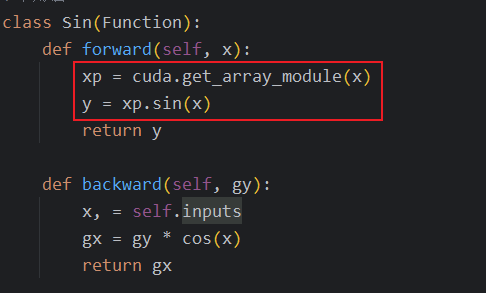 class Sin(Function):
    def forward(self, x):
        xp = cuda.get_array_module(x)
        y = xp.sin(x)
        return y
    def backward(self, gy):
        x, = self.inputs
        gx = gy * cos(x)
        return gx